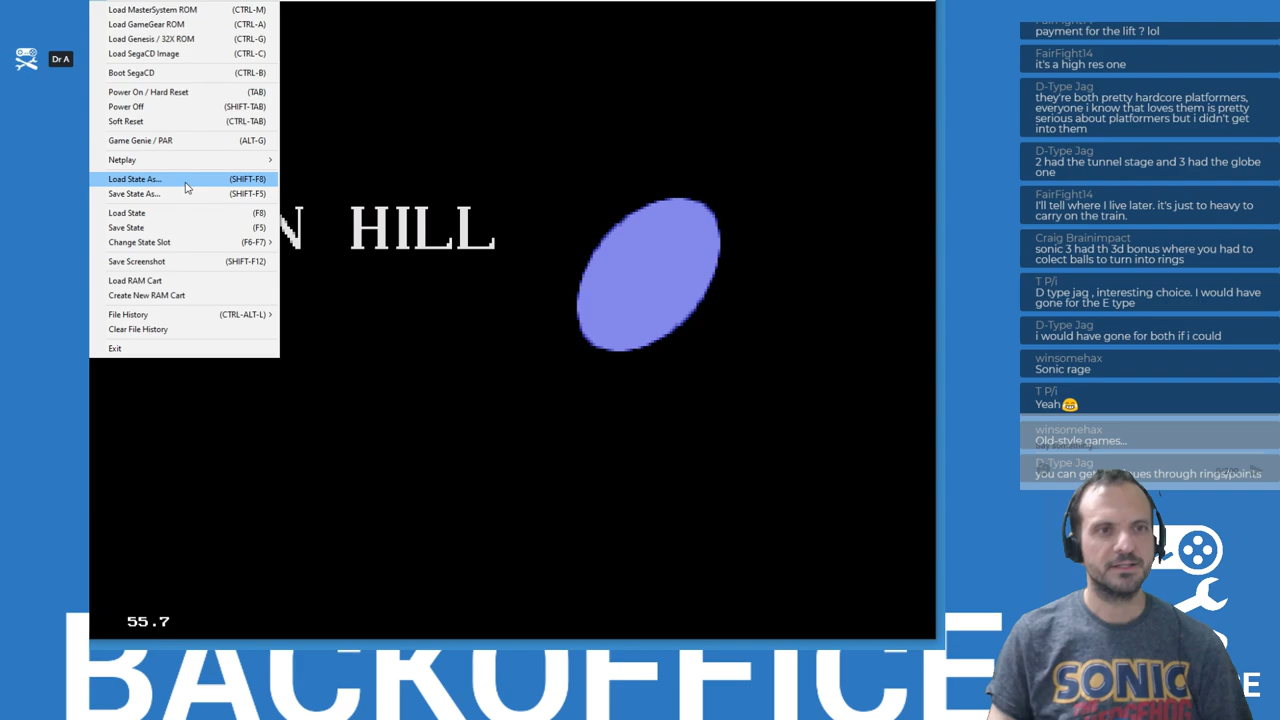 Load MasterSystem ROM (CTRL-M)
Load GameGear ROM (CTRL-A)
Load Genesis / 32X ROM (CTRL-G)
Load SegaCD Image (CTRL-C)
Boot SegaCD (CTRL-B)
Power On / Hard Reset (TAB)
Power Off (SHIFT-TAB)
Soft Reset (CTRL-TAB)
Game Genie / PAR (ALT-G)
Netplay
Load State As... (SHIFT-F8)
Save State As... (SHIFT-F5)
Load State (F8)
Save State (F5)
Change State Slot (F6-F7)
Save Screenshot (SHIFT-F12)
Load RAM Cart
Create New RAM Cart
File History (CTRL-ALT-L)
Clear File History
Exit
Dr A
N HILL
55.7
payment for the lift ? lol
FairFight14
it's a high res one
D-Type Jag
they're both pretty hardcore platformers,
everyone i know that loves them is pretty
serious about platformers but i didn't get
into them
D-Type Jag
2 had the tunnel stage and 3 had the globe
one
FairFight14
I'll tell where I live later. it's just to heavy to
carry on the train.
Craig Brainimpact
sonic 3 had th 3d bonus where you had to
colect balls to turn into rings
T P/i
D type jag , interesting choice. I would have
gone for the E type
D-Type Jag
i would have gone for both if i could
winsomehax
Sonic rage
T P/i
Yeah😁
winsomehax
Old-style games...
D-Type Jag
you can get ues through rings/points
SONIC
BACKOFFICE
CE